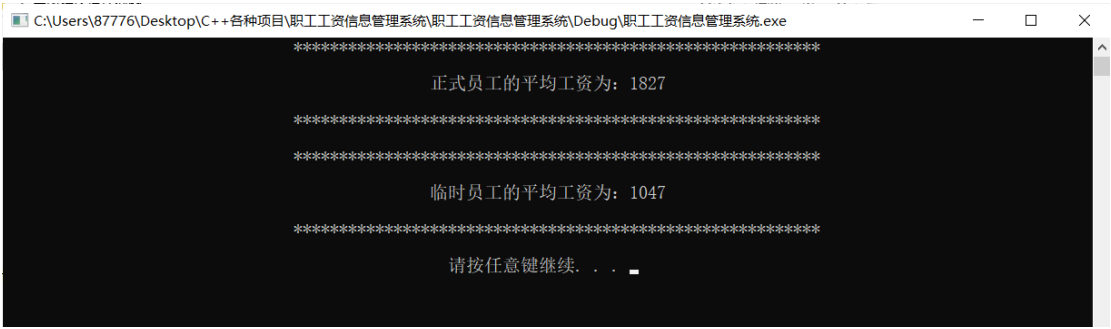 C:\Users\87776\Desktop\C++各种项目\职工工资信息管理系统\职工工资信息管理系统\Debug\职工工资信息管理系统.exe
**********************************************************
正式员工的平均工资为：1827
**********************************************************
**********************************************************
临时员工的平均工资为：1047
**********************************************************
请按任意键继续. . .